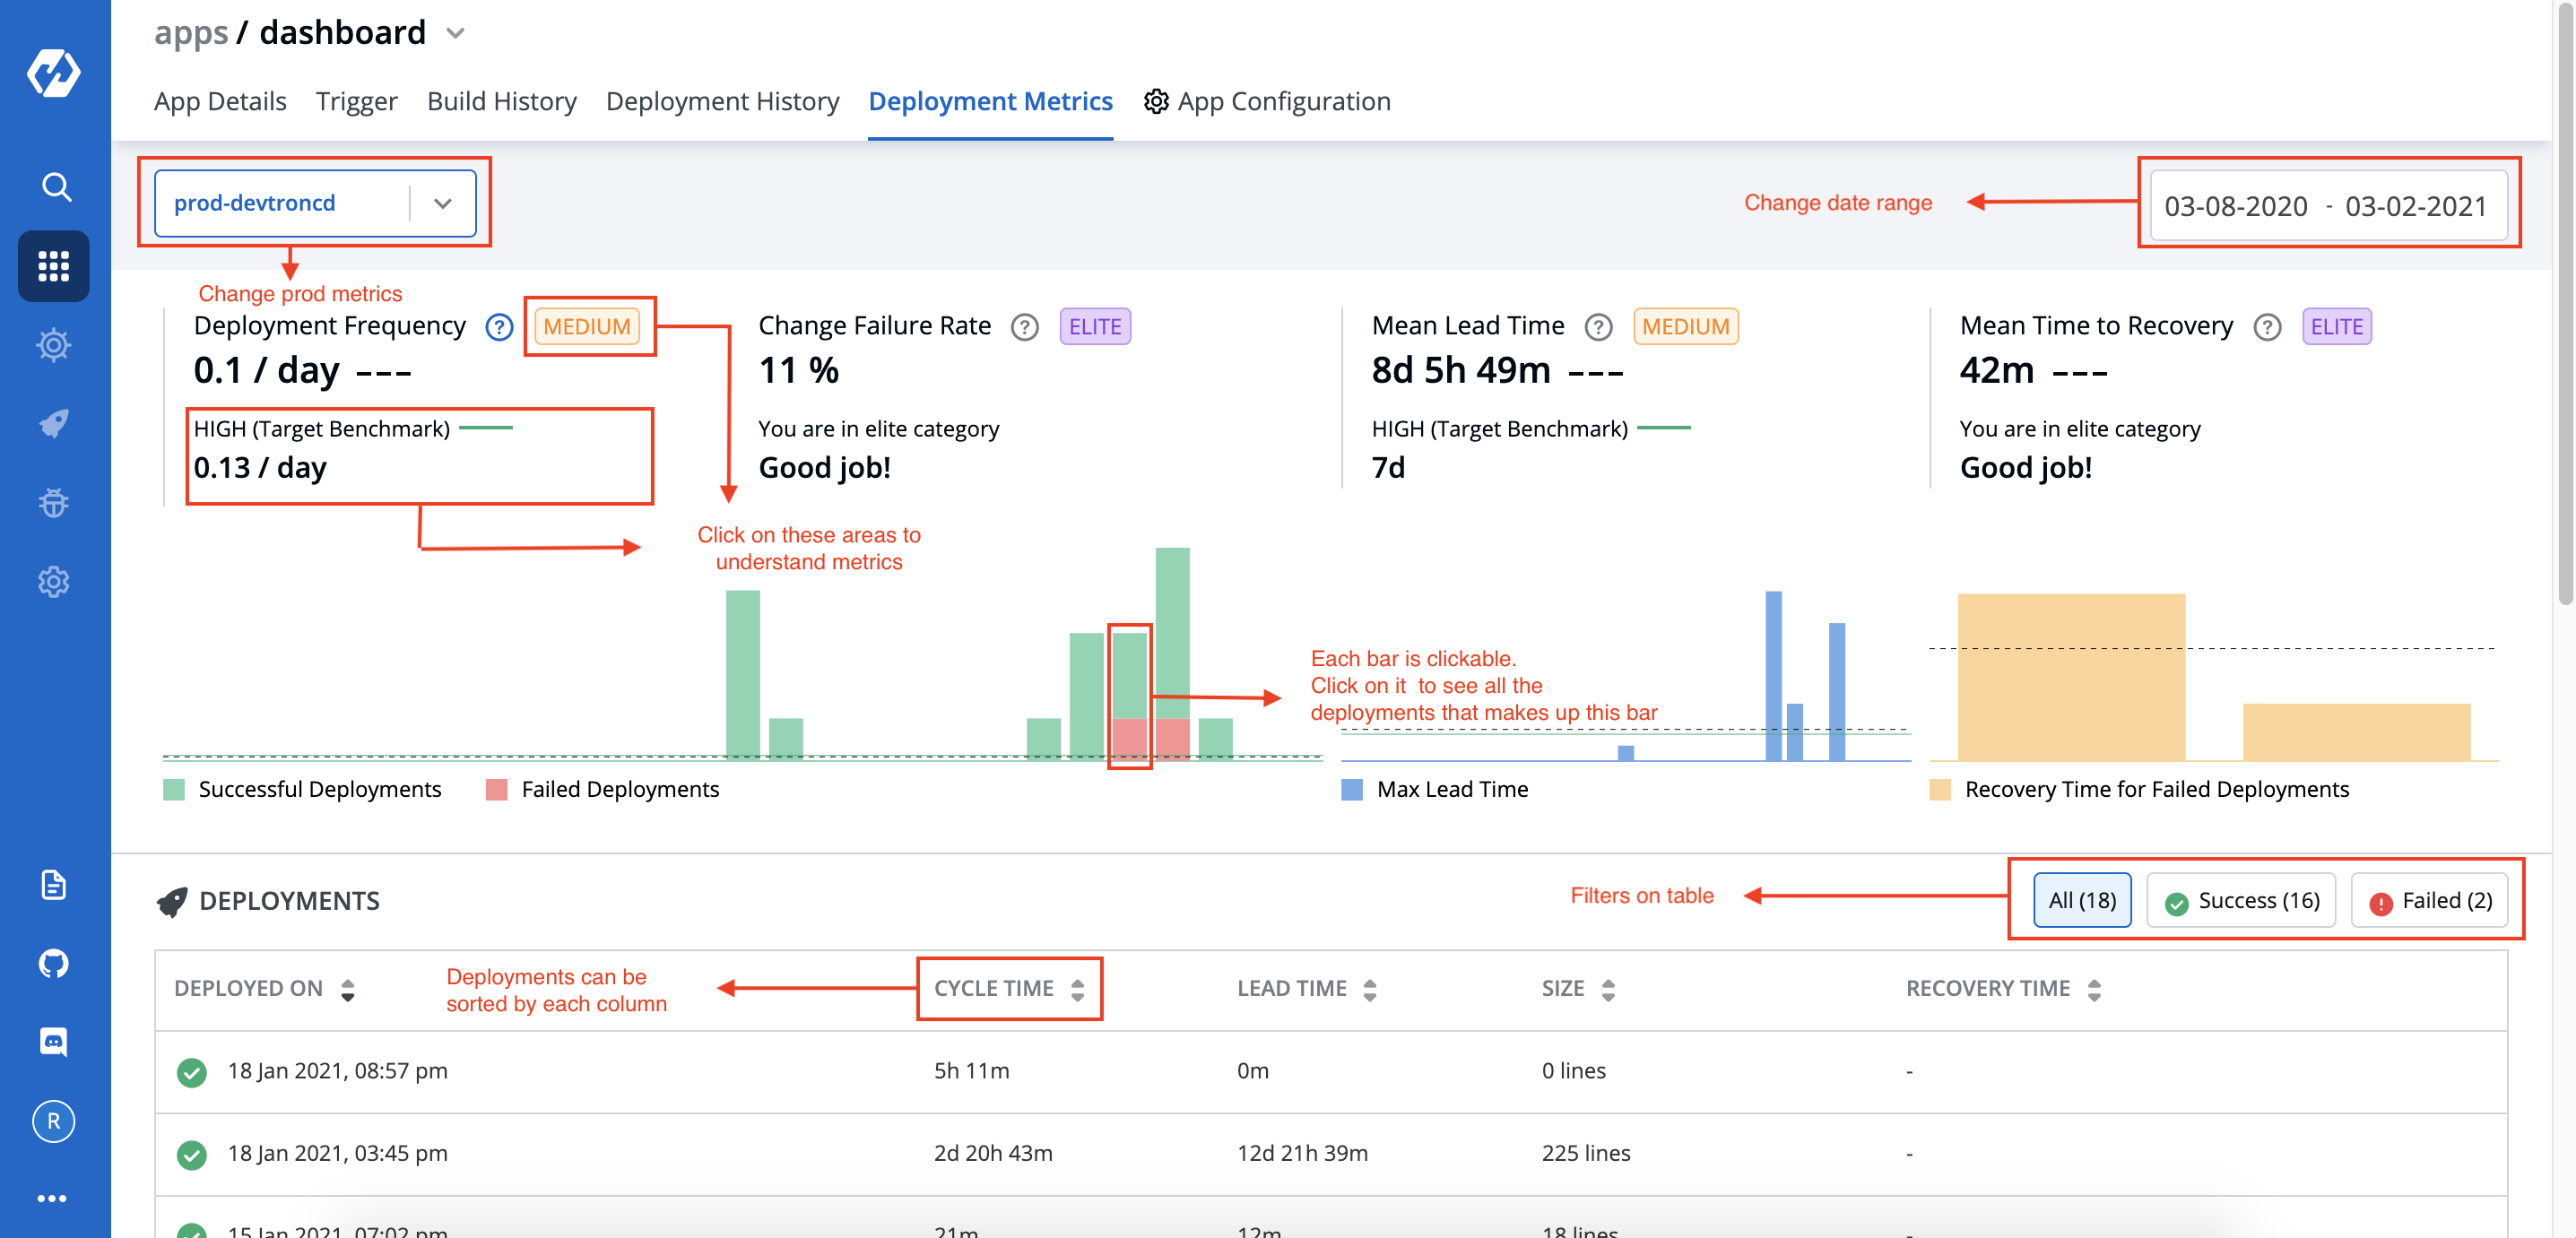 apps / dashboard
App Details Trigger Build History Deployment History Deployment Metrics App Configuration
prod-devtroncd
Change date range
03-08-2020 - 03-02-2021
Change prod metrics
Deployment Frequency ? MEDIUM
0.1 / day ---
HIGH (Target Benchmark)
0.13 / day
Change Failure Rate ? ELITE
11 %
You are in elite category
Good job!
Mean Lead Time ? MEDIUM
8d 5h 49m ---
HIGH (Target Benchmark)
7d
Mean Time to Recovery ? ELITE
42m ---
You are in elite category
Good job!
Click on these areas to
understand metrics
Each bar is clickable.
Click on it to see all the
deployments that makes up this bar
Successful Deployments Failed Deployments
Max Lead Time
Recovery Time for Failed Deployments
DEPLOYMENTS
Filters on table
All (18) Success (16) Failed (2)
DEPLOYED ON
Deployments can be
sorted by each column
CYCLE TIME LEAD TIME SIZE RECOVERY TIME
18 Jan 2021, 08:57 pm 5h 11m 0m 0 lines -
18 Jan 2021, 03:45 pm 2d 20h 43m 12d 21h 39m 225 lines -
15 Jan 2021, 07:02 pm 21m 12m 18 lines -
R